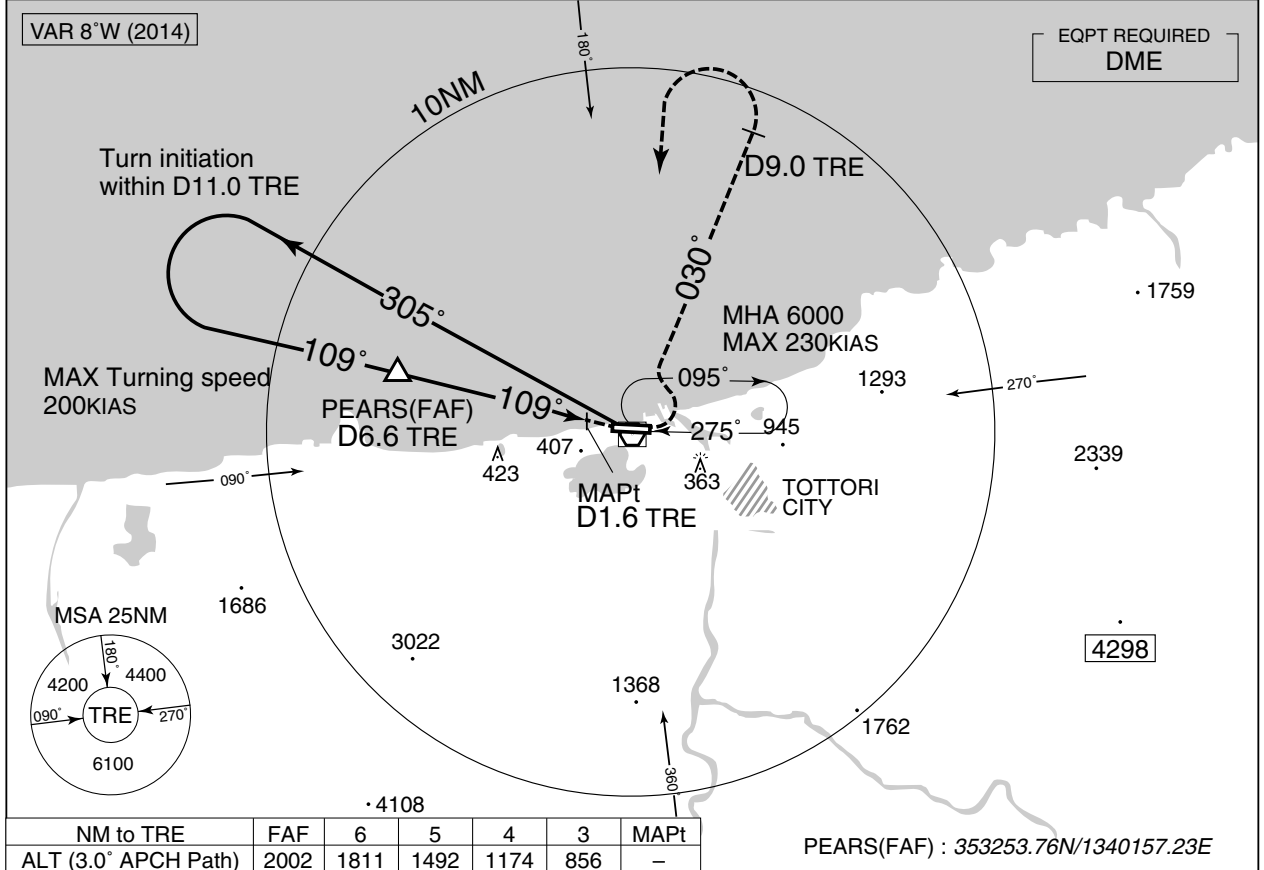 VAR 8°W (2014)
EQPT REQUIRED
DME
180°
10NM
Turn initiation
within D11.0 TRE
D9.0 TRE
030°
305°
1759
MHA 6000
MAX 230KIAS
109°
MAX Turning speed
200KIAS
095°
1293
270°
PEARS(FAF)
D6.6 TRE
109°
275°
945
407
423
363
2339
090°
MAPt
D1.6 TRE
TOTTORI
CITY
1686
MSA 25NM
180°
4200
4400
090°
TRE
270°
6100
3022
1368
4298
1762
360°
4108
NM to TRE FAF 6 5 4 3 MAPt
ALT (3.0° APCH Path) 2002 1811 1492 1174 856 –
PEARS(FAF) : 353253.76N/1340157.23E